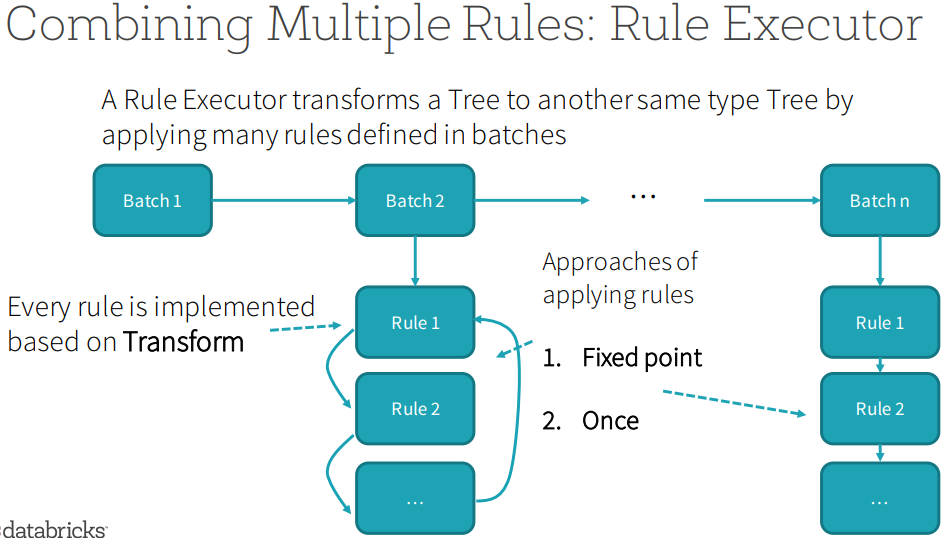 Combining Multiple Rules: Rule Executor
A Rule Executor transforms a Tree to another same type Tree by
applying many rules defined in batches
Batch 1
Batch 2
...
Batch n
Approaches of
applying rules
Every rule is implemented
based on Transform
Rule 1
Rule 2
...
1. Fixed point
2. Once
Rule 1
Rule 2
...
databricks